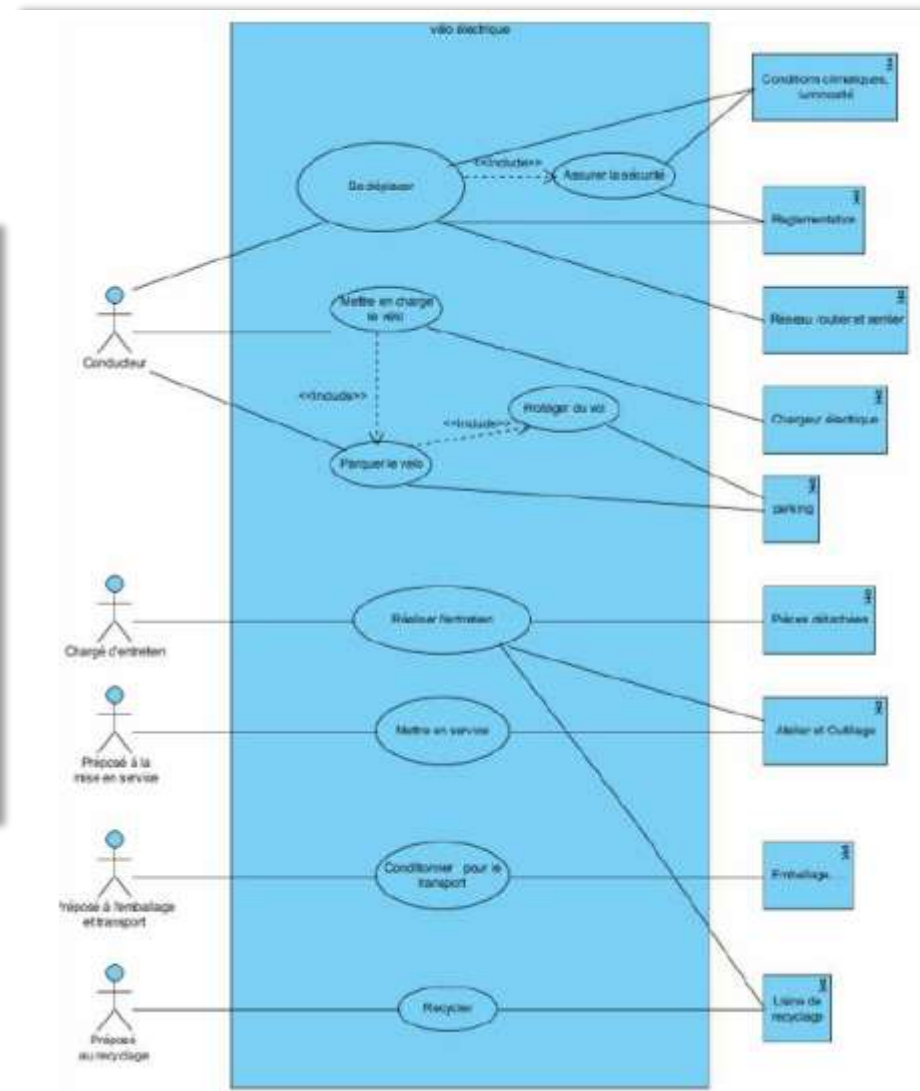 vélo électrique
Conditions climatiques,
luminosité
Se déplacer
<<Include>>
Assurer la sécurité
Réglementation
Réseau routier et sentier
Conducteur
Mettre en charge
le vélo
<<Include>>
Chargeur électrique
Protéger du vol
<<Include>>
Parquer le velo
parking
Chargé d'entretien
Réaliser l'entretien
Pièces détachées
Préposé à la
mise en service
Mettre en service
Atelier et Outillage
Préposé à l'emballage
et transport
Conditionner pour le
transport
Emballage
Préposé
au recyclage
Recycler
de
recyclage